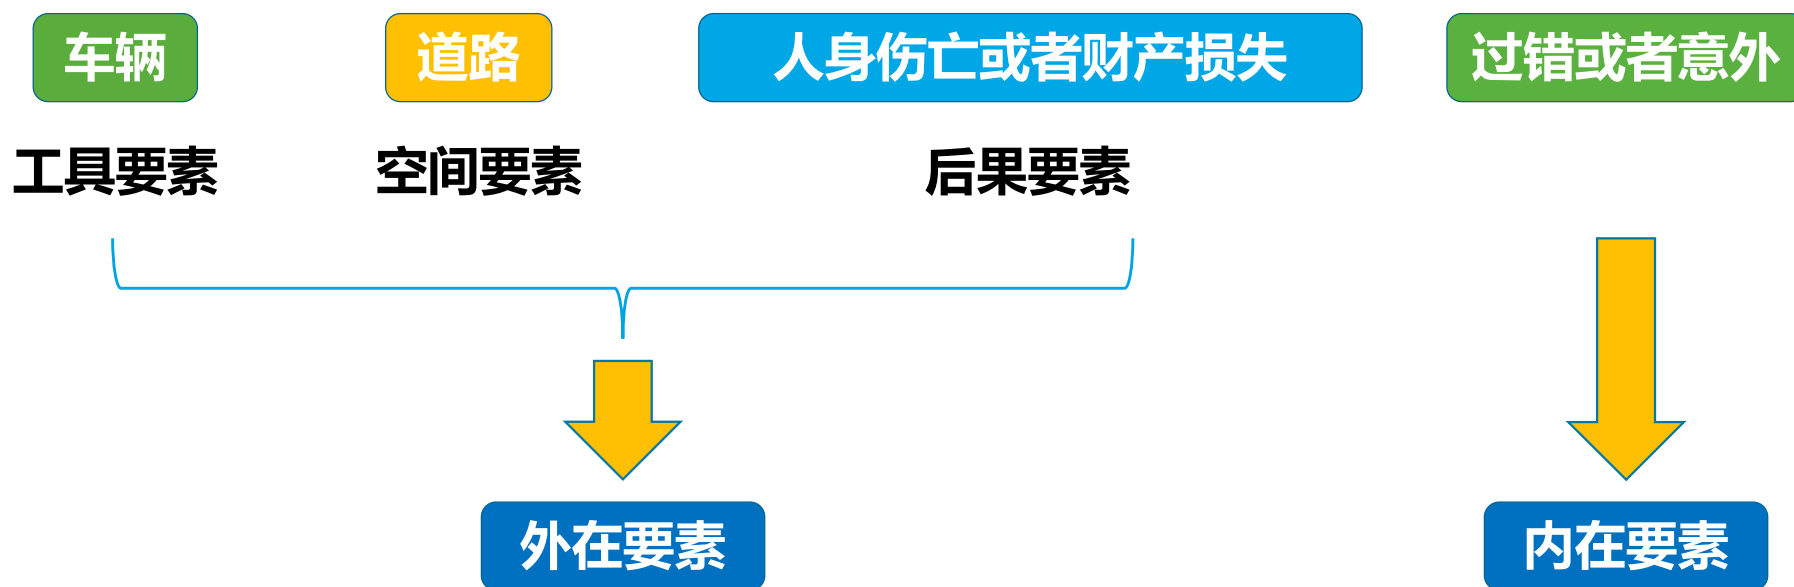 车辆
道路
人身伤亡或者财产损失
过错或者意外
工具要素
空间要素
后果要素
外在要素
内在要素